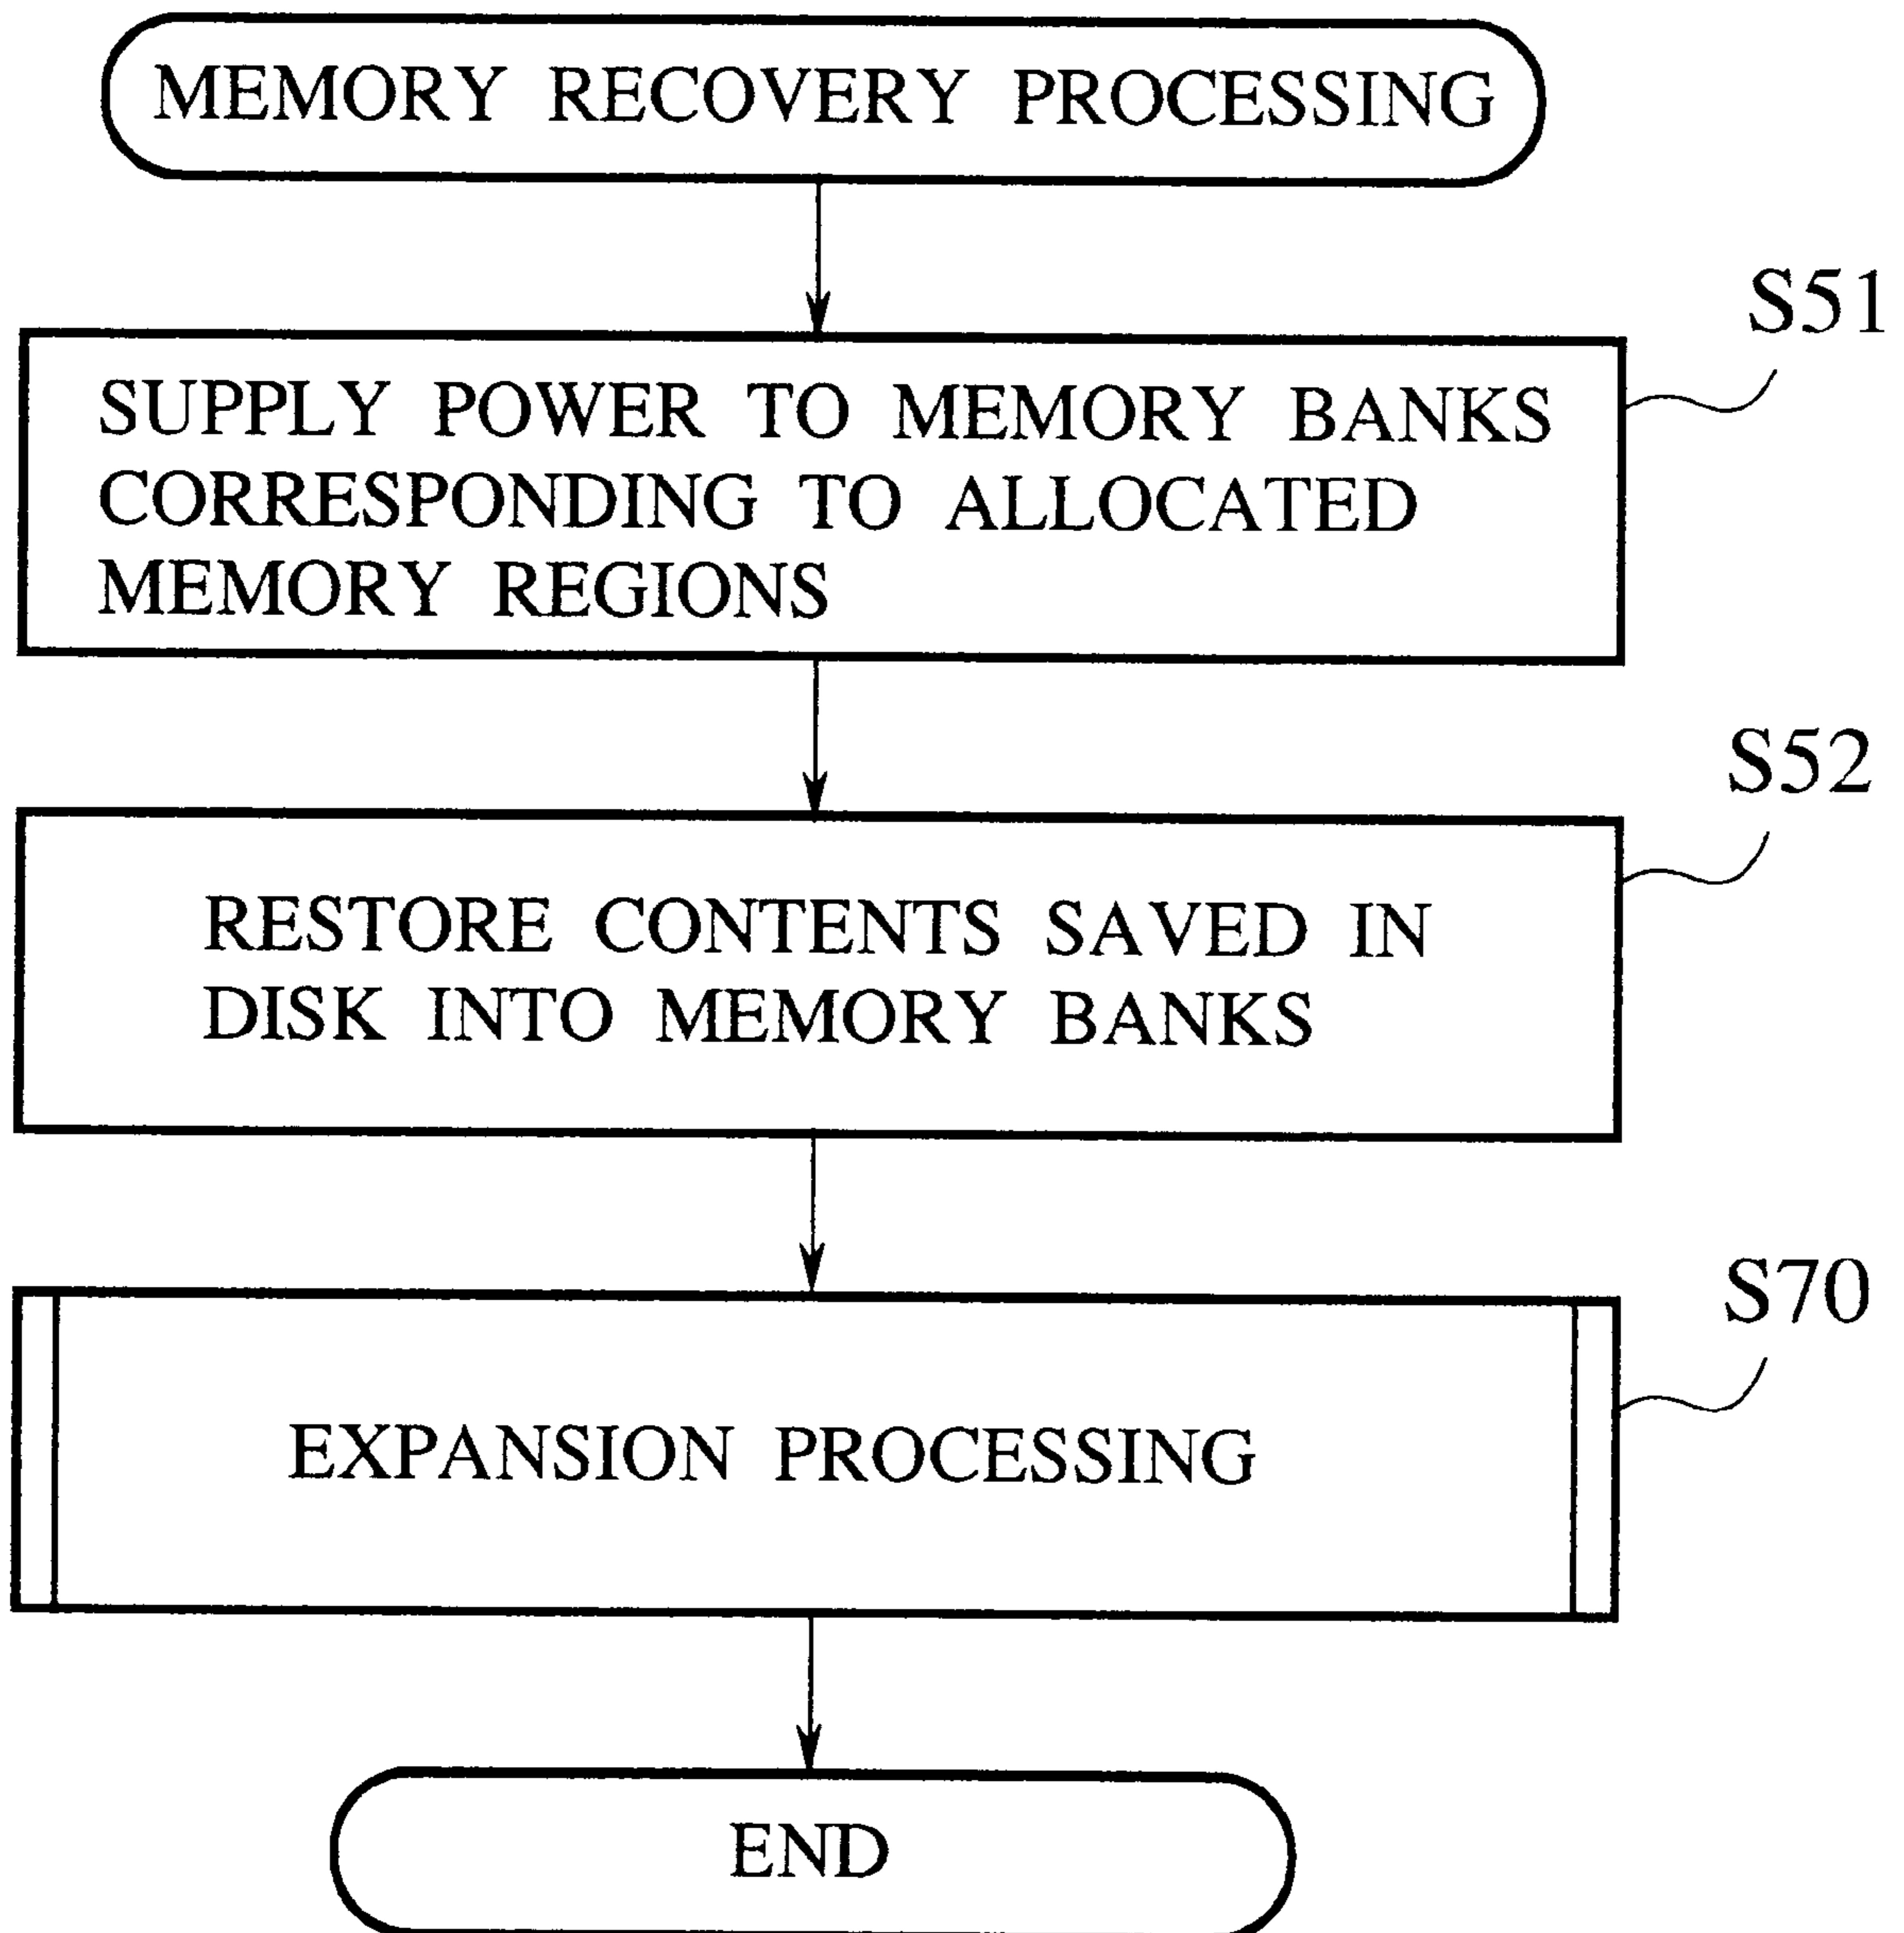 MEMORY RECOVERY PROCESSING
S51
SUPPLY POWER TO MEMORY BANKS
CORRESPONDING TO ALLOCATED
MEMORY REGIONS
S52
RESTORE CONTENTS SAVED IN
DISK INTO MEMORY BANKS
S70
EXPANSION PROCESSING
END